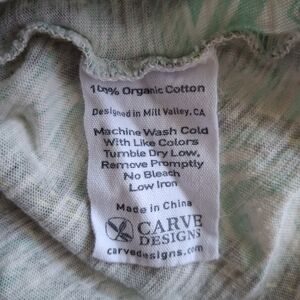 100% Organic Cotton
Designed in Mill Valley, CA
Machine Wash Cold
With Like Colors
Tumble Dry Low,
Remove Promptly
No Bleach
Low Iron
Made in China
CARVE
DESIGNS
carvedesigns.com